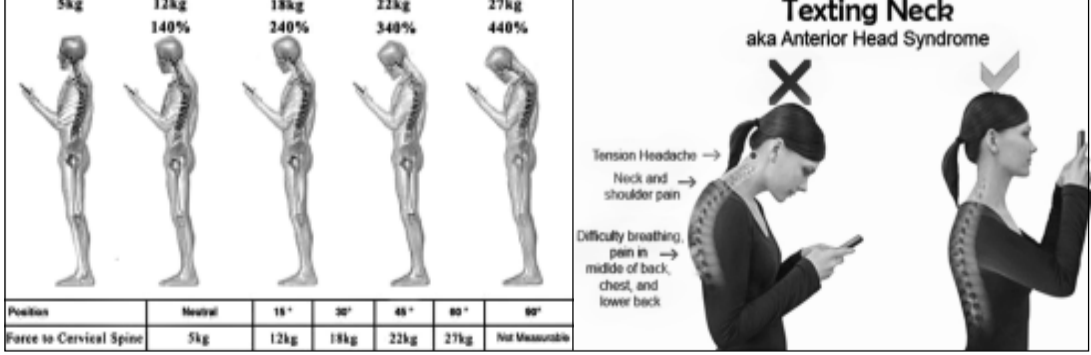 5kg 12kg 18kg 22kg 27kg
140% 240% 340% 440%
Position Neutral 15° 30° 45° 60° 90°
Force to Cervical Spine 5kg 12kg 18kg 22kg 27kg Not Measurable
Texting Neck
aka Anterior Head Syndrome
Tension Headache
Neck and
shoulder pain
Difficulty breathing,
pain in
midlde of back,
chest, and
lower back